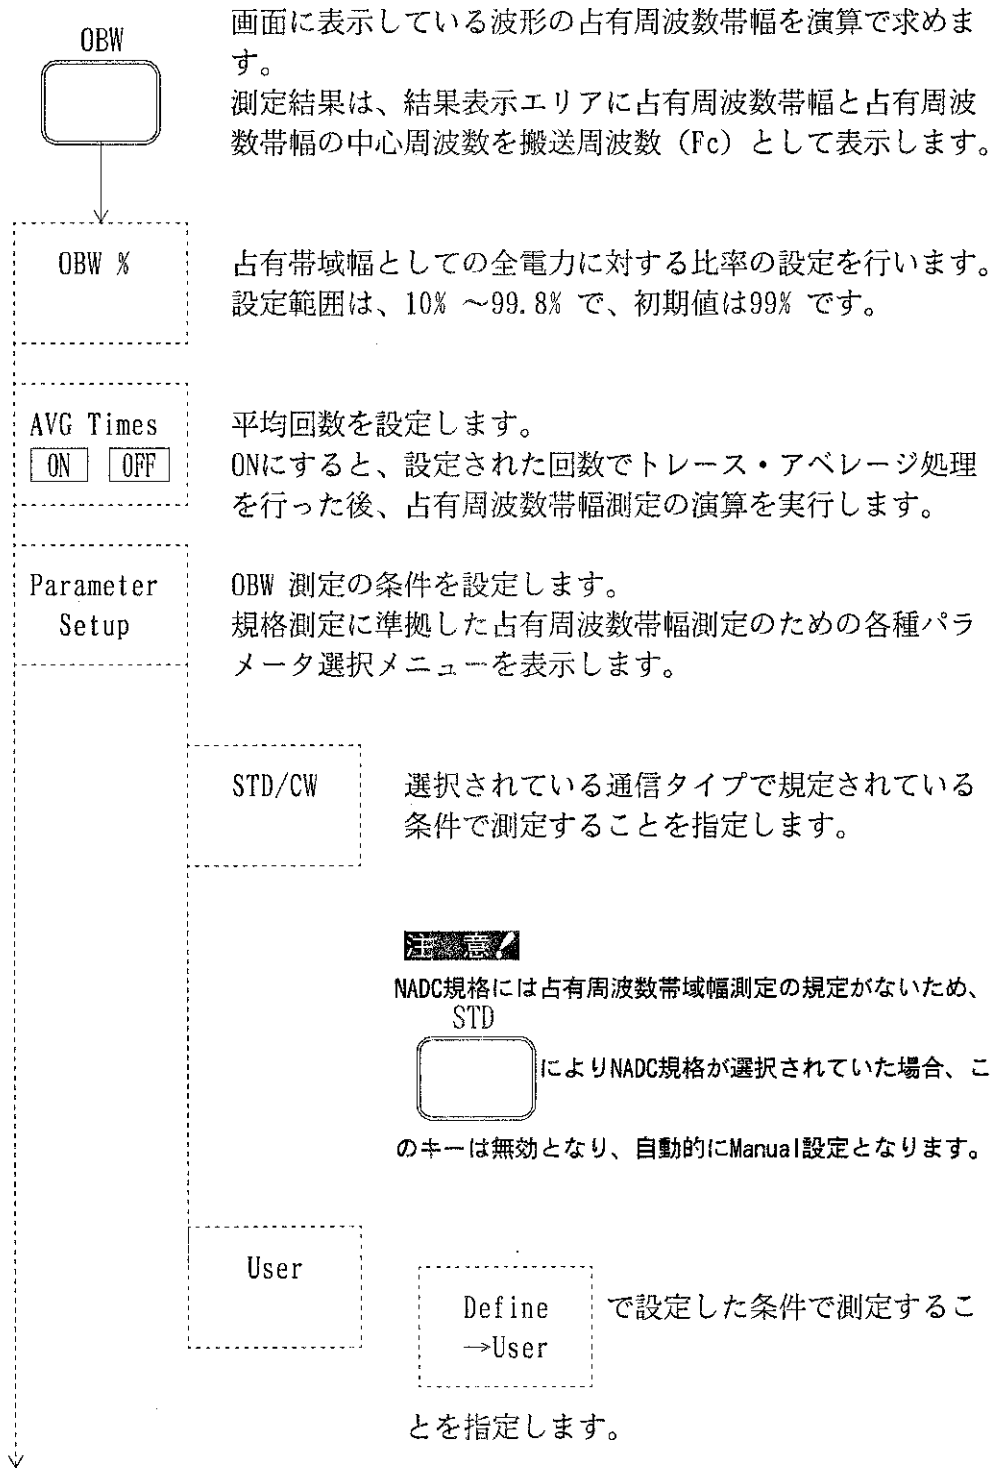 OBW
画面に表示している波形の占有周波数帯幅を演算で求めま
す。
測定結果は、結果表示エリアに占有周波数帯幅と占有周波
数帯幅の中心周波数を搬送周波数（Fc）として表示します。
OBW %
占有帯域幅としての全電力に対する比率の設定を行います。
設定範囲は、10% ～99.8% で、初期値は99% です。
AVG Times
ON OFF
平均回数を設定します。
ONにすると、設定された回数でトレース・アベレージ処理
を行った後、占有周波数帯幅測定の演算を実行します。
Parameter
Setup
OBW 測定の条件を設定します。
規格測定に準拠した占有周波数帯幅測定のための各種パラ
メータ選択メニューを表示します。
STD/CW
選択されている通信タイプで規定されている
条件で測定することを指定します。
注 意！
NADC規格には占有周波数帯域幅測定の規定がないため、
STD
によりNADC規格が選択されていた場合、こ
のキーは無効となり、自動的にManual設定となります。
User
Define
→User
で設定した条件で測定するこ
とを指定します。